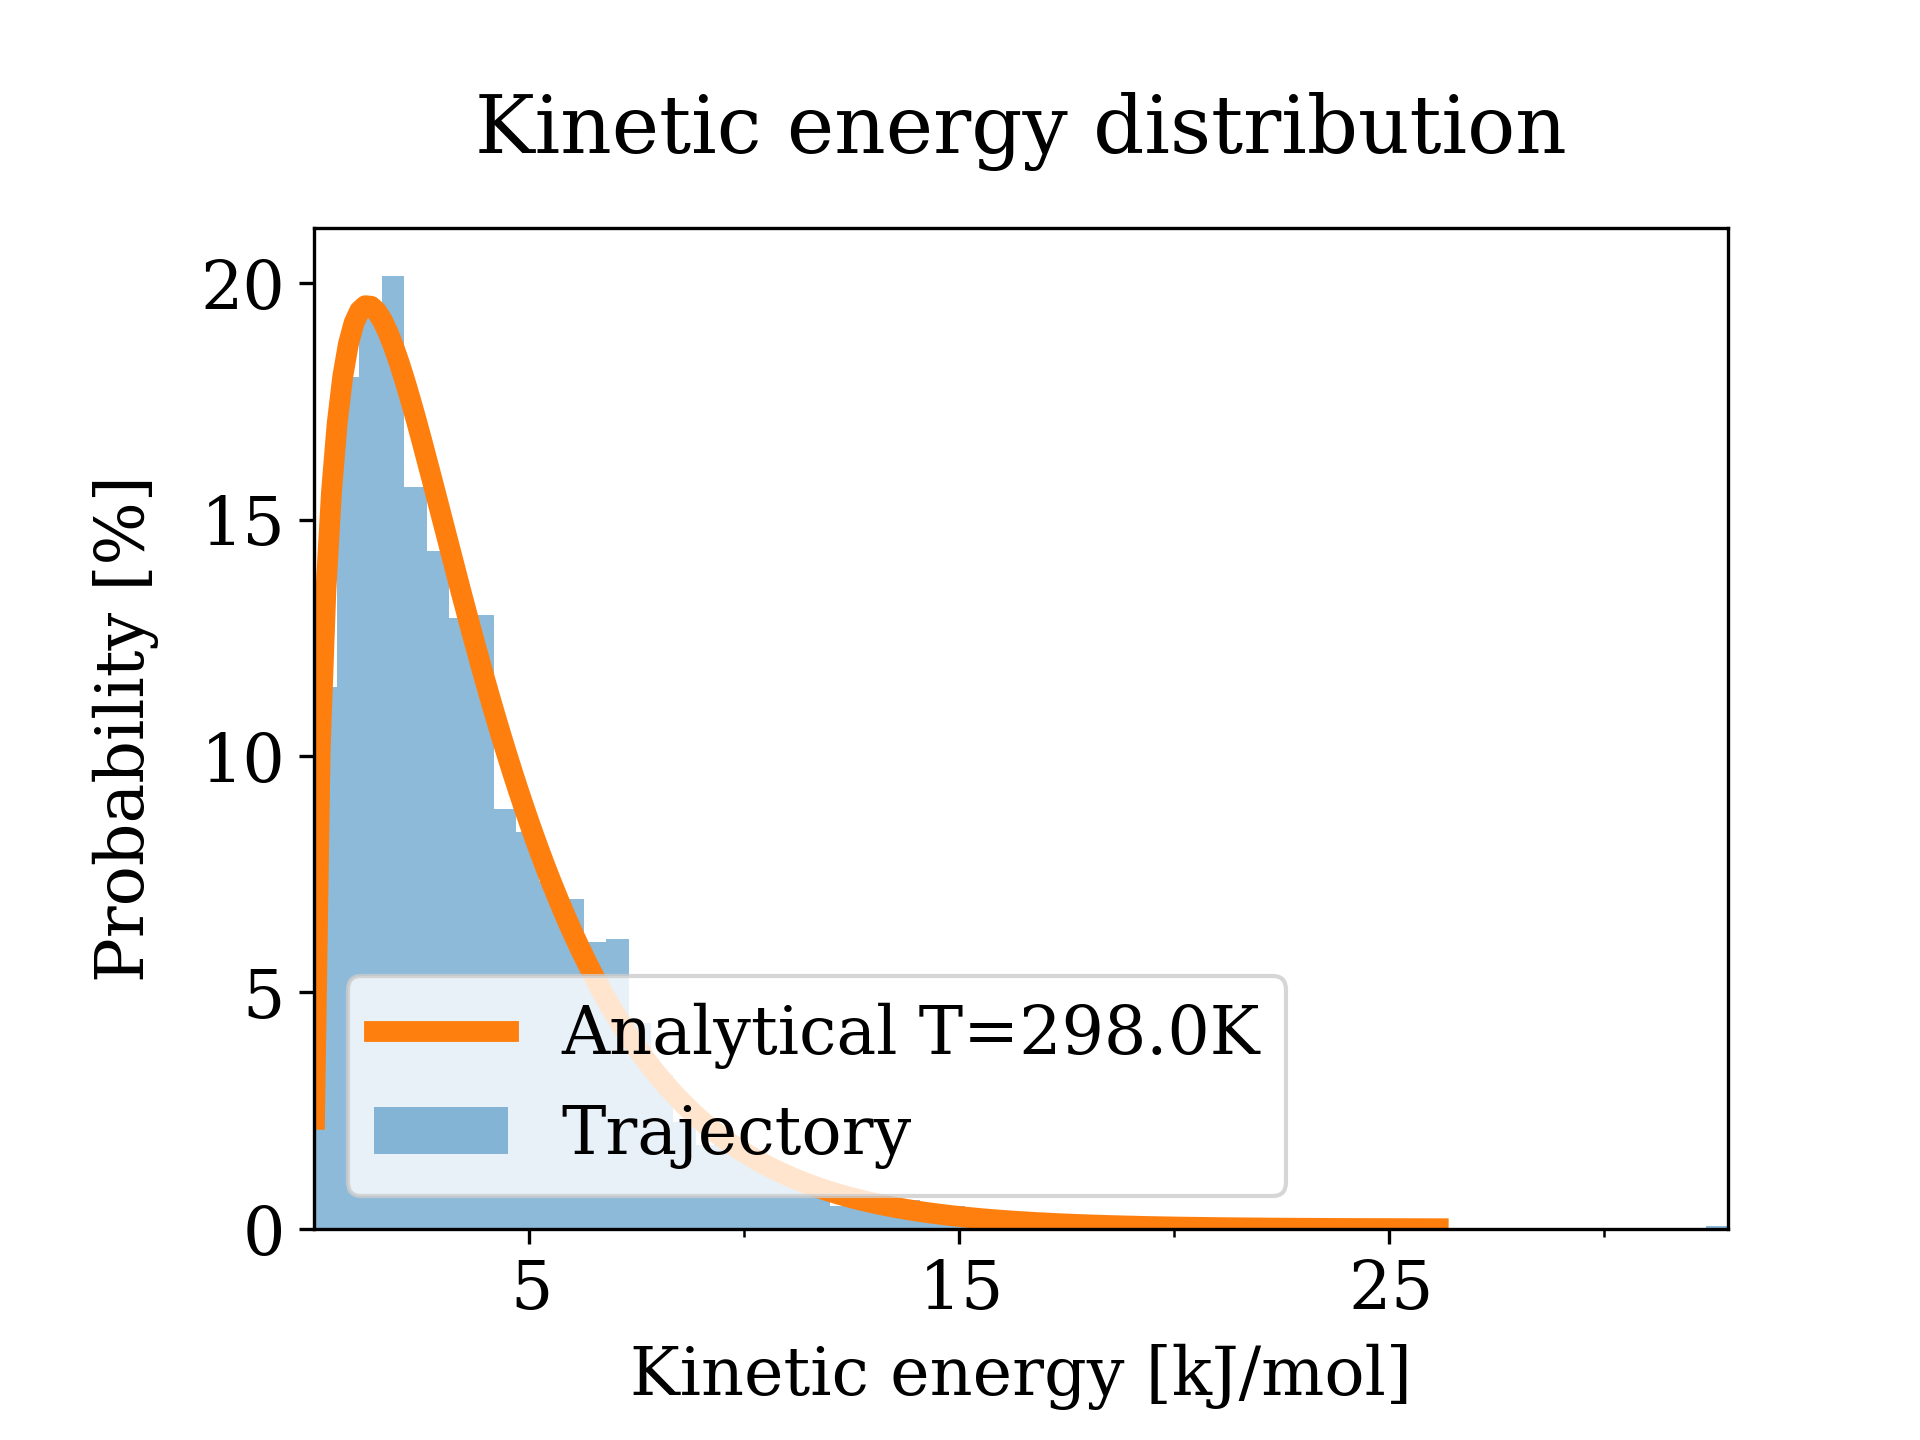 Kinetic energy distribution
20
15
10
5
0
Probability [%]
Analytical T=298.0K
Trajectory
5 15 25
Kinetic energy [kJ/mol]